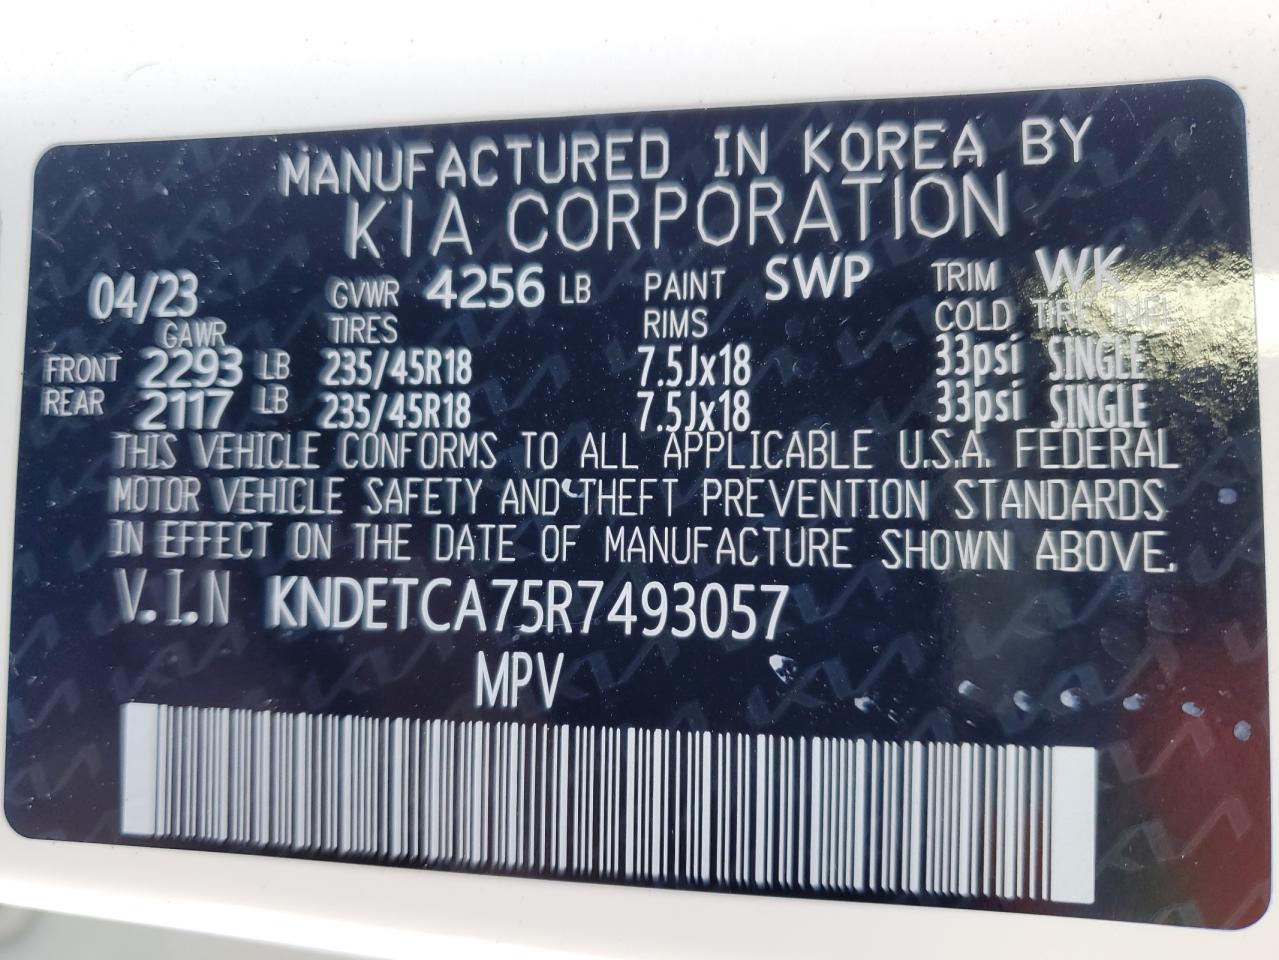 MANUFACTURED IN KOREA BY
KIA CORPORATION
04/23 GVWR 4256 LB PAINT SWP TRIM WK
GAWR TIRES RIMS COLD TIRE INFL
FRONT 2293 LB 235/45R18 7.5Jx18 33psi SINGLE
REAR 2117 LB 235/45R18 7.5Jx18 33psi SINGLE
THIS VEHICLE CONFORMS TO ALL APPLICABLE U.S.A. FEDERAL
MOTOR VEHICLE SAFETY AND THEFT PREVENTION STANDARDS
IN EFFECT ON THE DATE OF MANUFACTURE SHOWN ABOVE.
V.I.N KNDETCA75R7493057
MPV